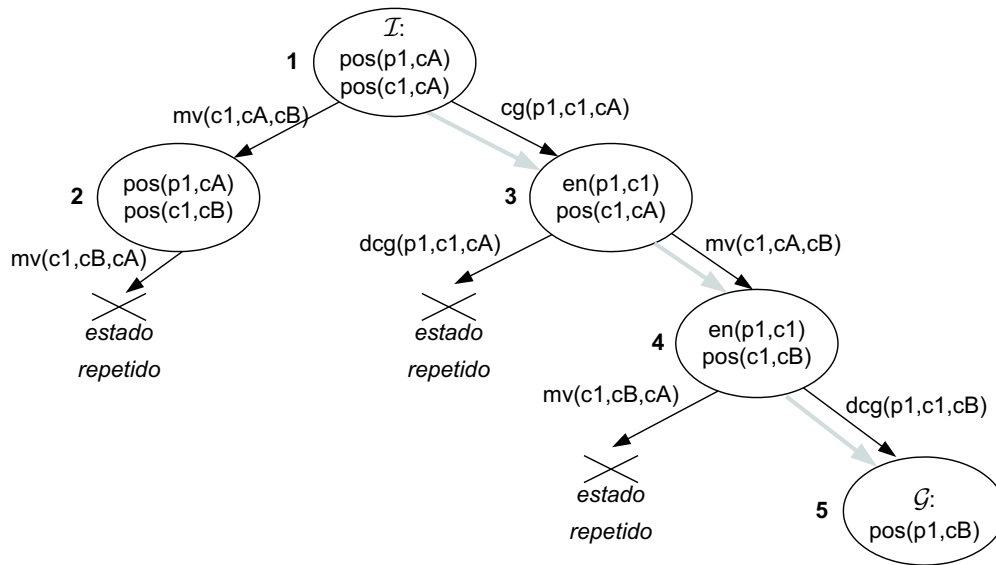 ℐ:
1
pos(p1,cA)
pos(c1,cA)
mv(c1,cA,cB)
cg(p1,c1,cA)
2
pos(p1,cA)
pos(c1,cB)
3
en(p1,c1)
pos(c1,cA)
mv(c1,cB,cA)
dcg(p1,c1,cA)
mv(c1,cA,cB)
estado
repetido
estado
repetido
4
en(p1,c1)
pos(c1,cB)
mv(c1,cB,cA)
dcg(p1,c1,cB)
estado
repetido
5
𝒢:
pos(p1,cB)